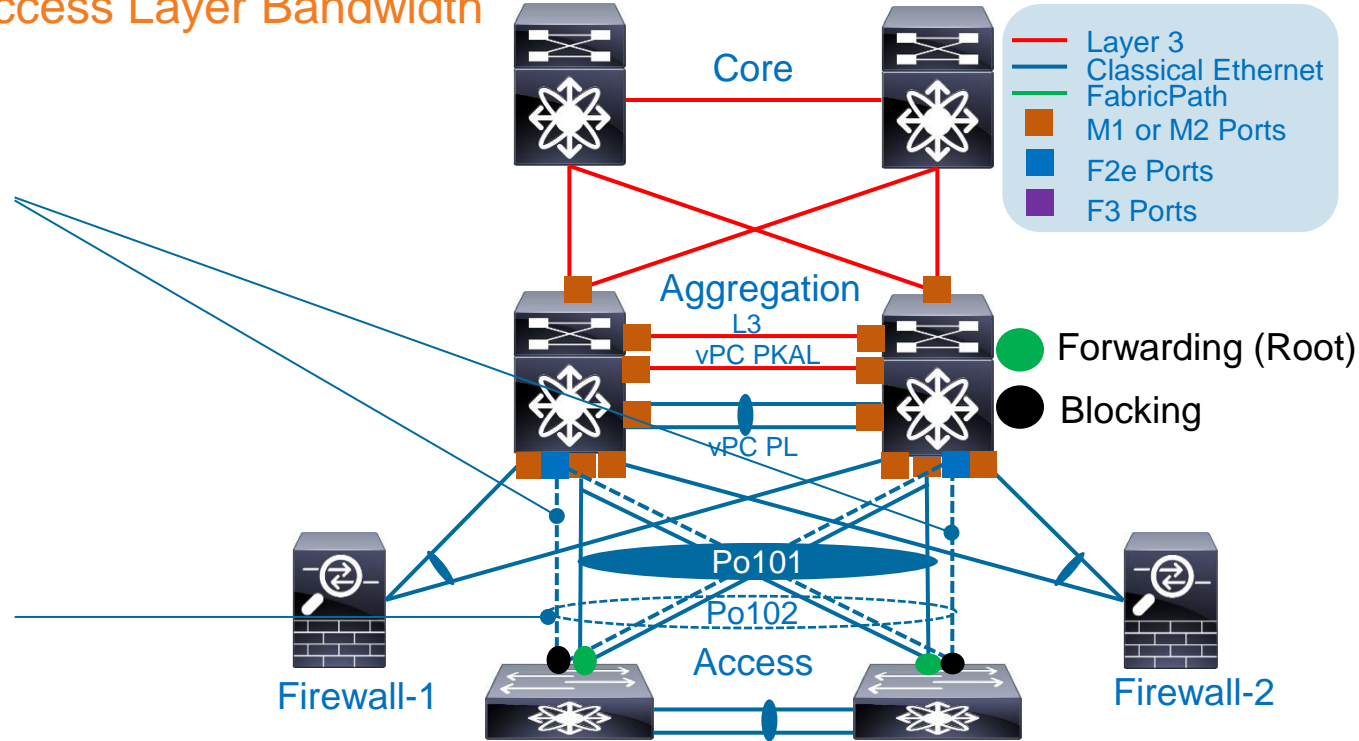 ccess Layer Bandwidth
Core
Layer 3
Classical Ethernet
FabricPath
M1 or M2 Ports
F2e Ports
F3 Ports
Aggregation
L3
vPC PKAL
vPC PL
Forwarding (Root)
Blocking
Po101
Po102
Access
Firewall-1
Firewall-2